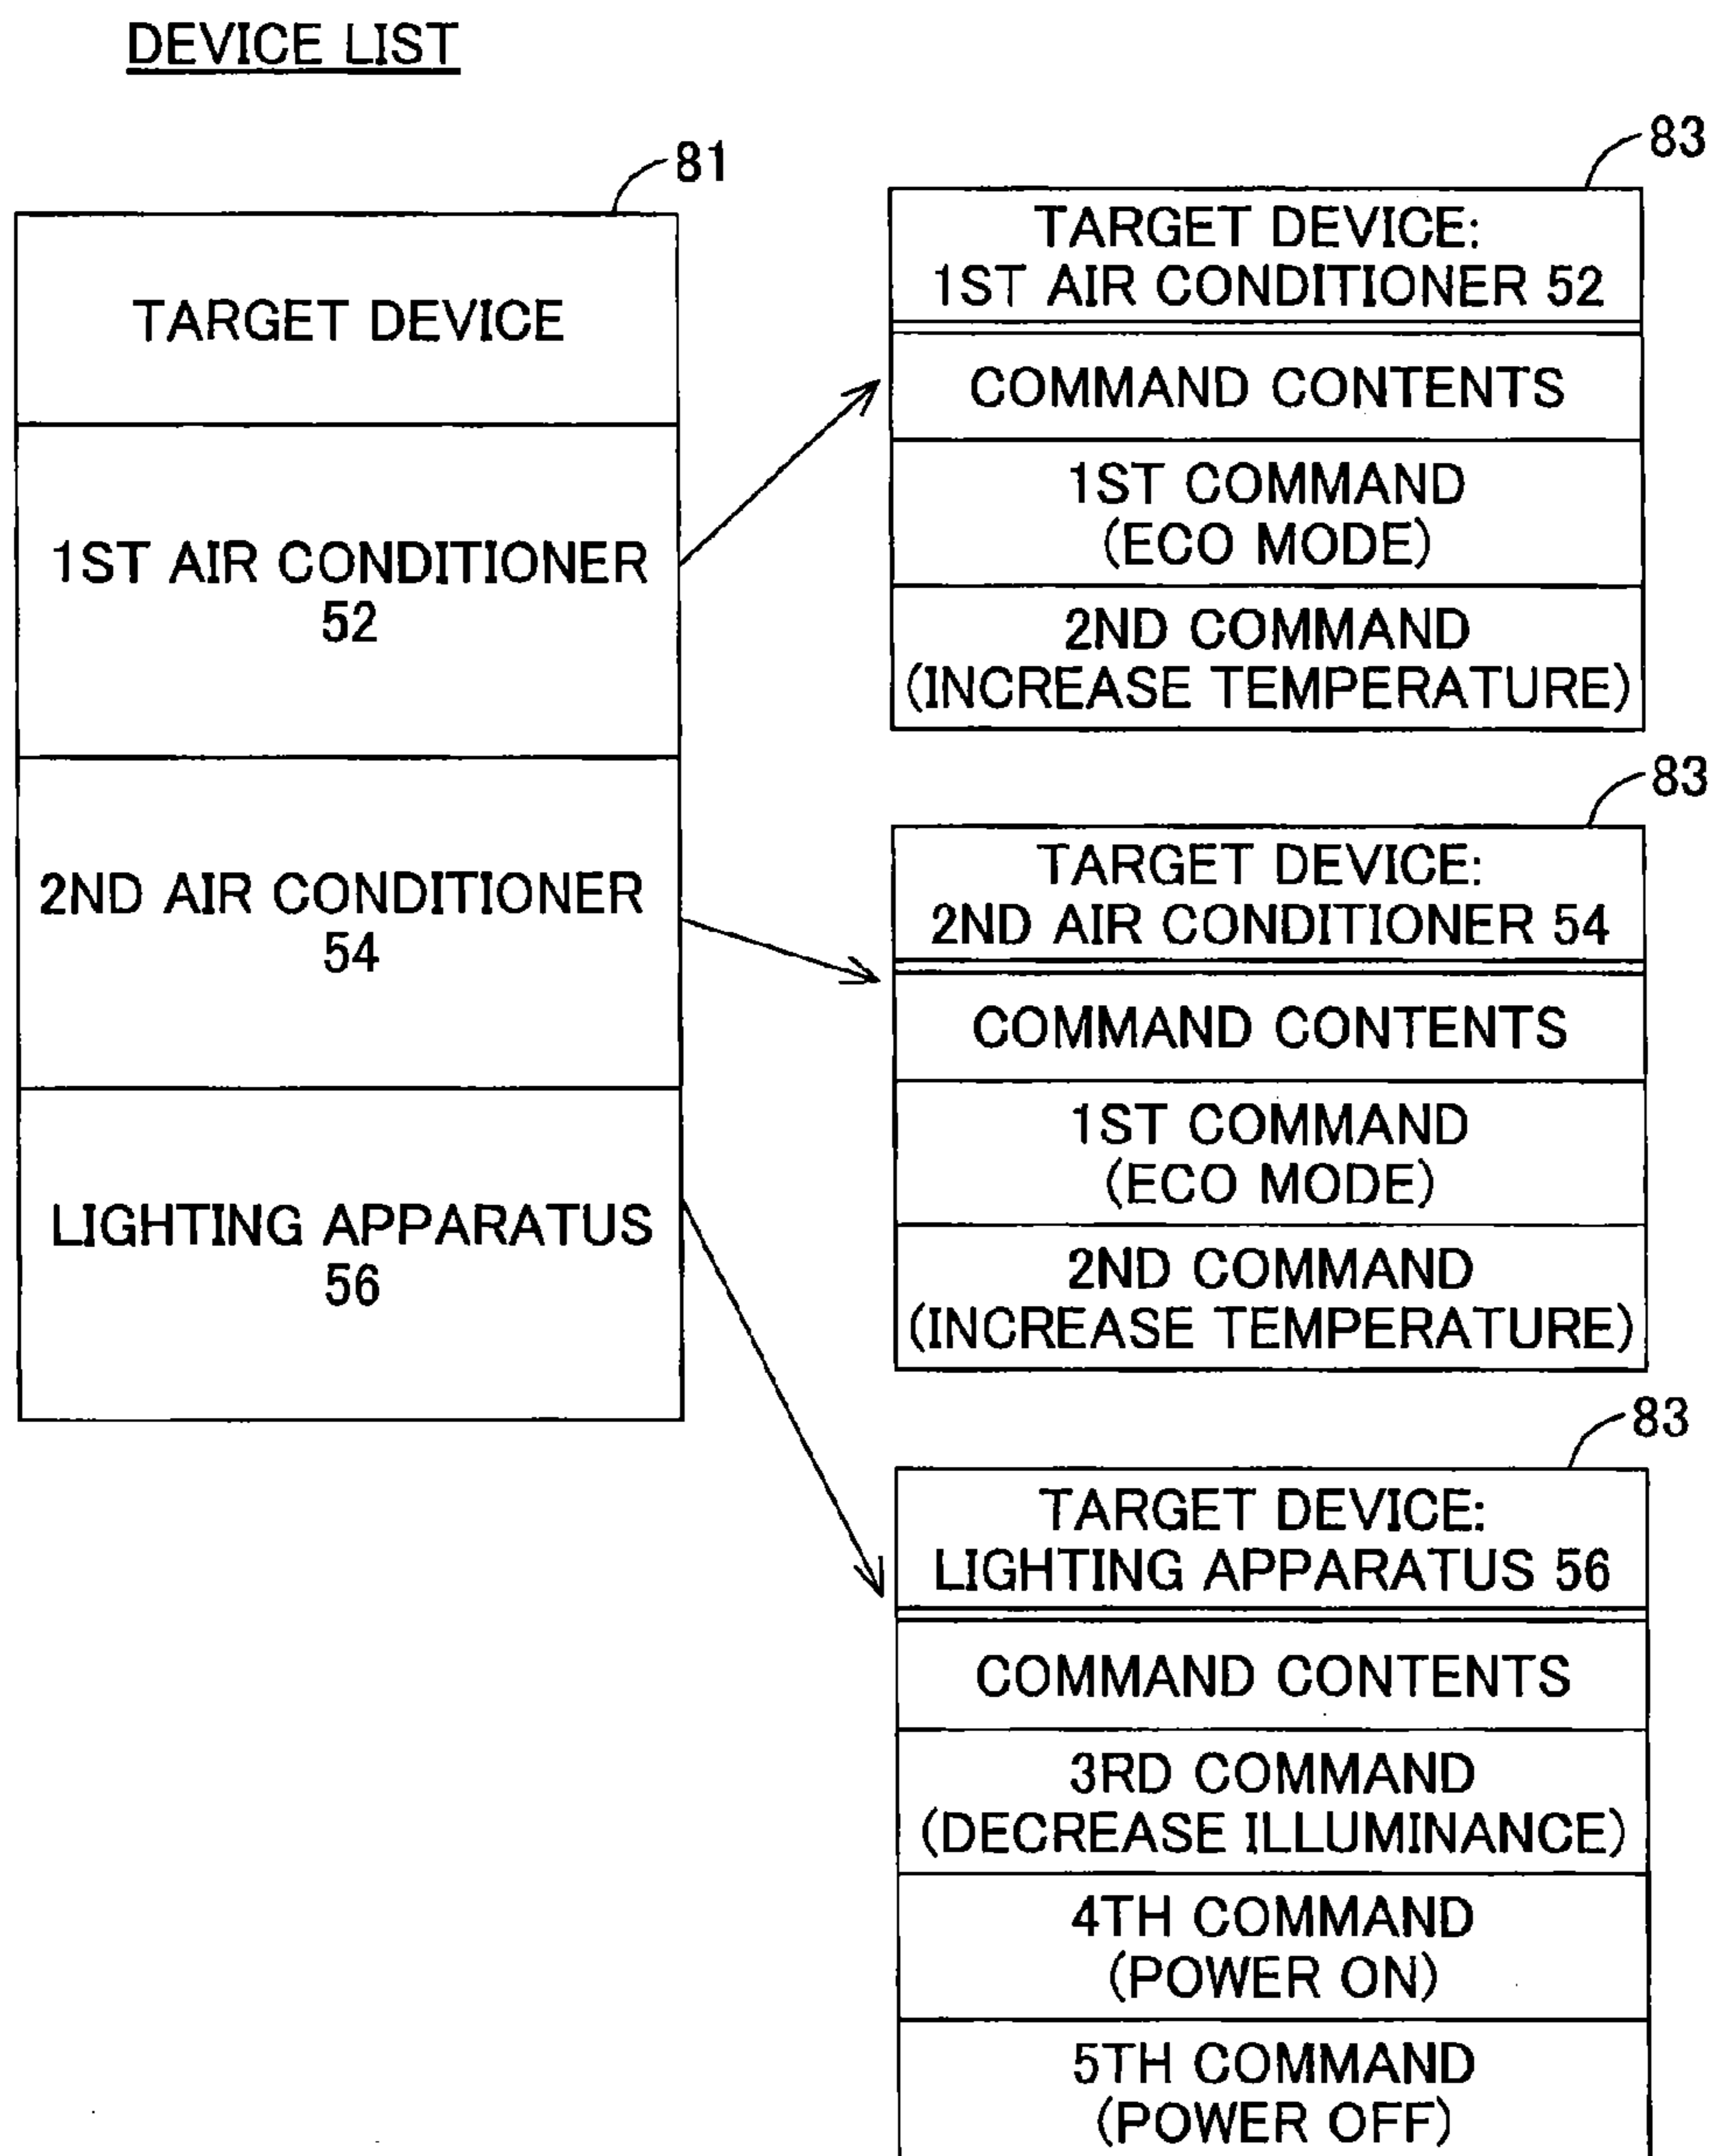 DEVICE LIST
81
TARGET DEVICE
1ST AIR CONDITIONER
52
2ND AIR CONDITIONER
54
LIGHTING APPARATUS
56
83
TARGET DEVICE:
1ST AIR CONDITIONER 52
COMMAND CONTENTS
1ST COMMAND
(ECO MODE)
2ND COMMAND
(INCREASE TEMPERATURE)
83
TARGET DEVICE:
2ND AIR CONDITIONER 54
COMMAND CONTENTS
1ST COMMAND
(ECO MODE)
2ND COMMAND
(INCREASE TEMPERATURE)
83
TARGET DEVICE:
LIGHTING APPARATUS 56
COMMAND CONTENTS
3RD COMMAND
(DECREASE ILLUMINANCE)
4TH COMMAND
(POWER ON)
5TH COMMAND
(POWER OFF)